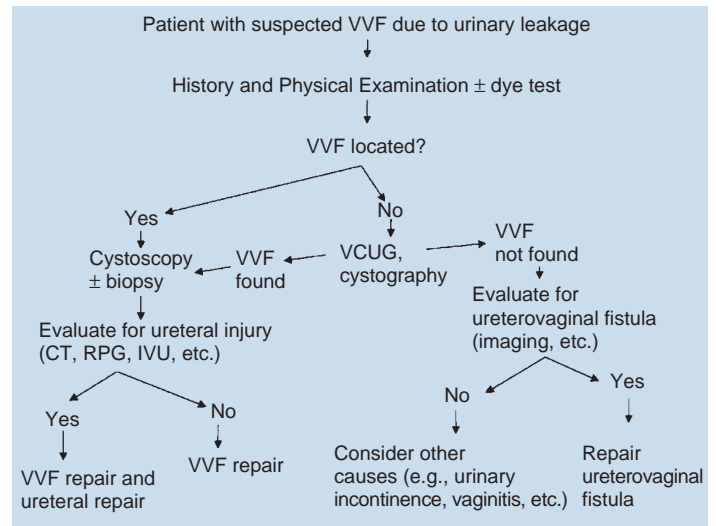 Patient with suspected VVF due to urinary leakage
History and Physical Examination ± dye test
VVF located?
Yes
No
Cystoscopy
± biopsy
VVF
found
VCUG,
cystography
VVF
not found
Evaluate for ureteral injury
(CT, RPG, IVU, etc.)
Evaluate for
ureterovaginal fistula
(imaging, etc.)
Yes
No
No
Yes
VVF repair and
ureteral repair
VVF repair
Consider other
causes (e.g., urinary
incontinence, vaginitis, etc.)
Repair
ureterovaginal
fistula